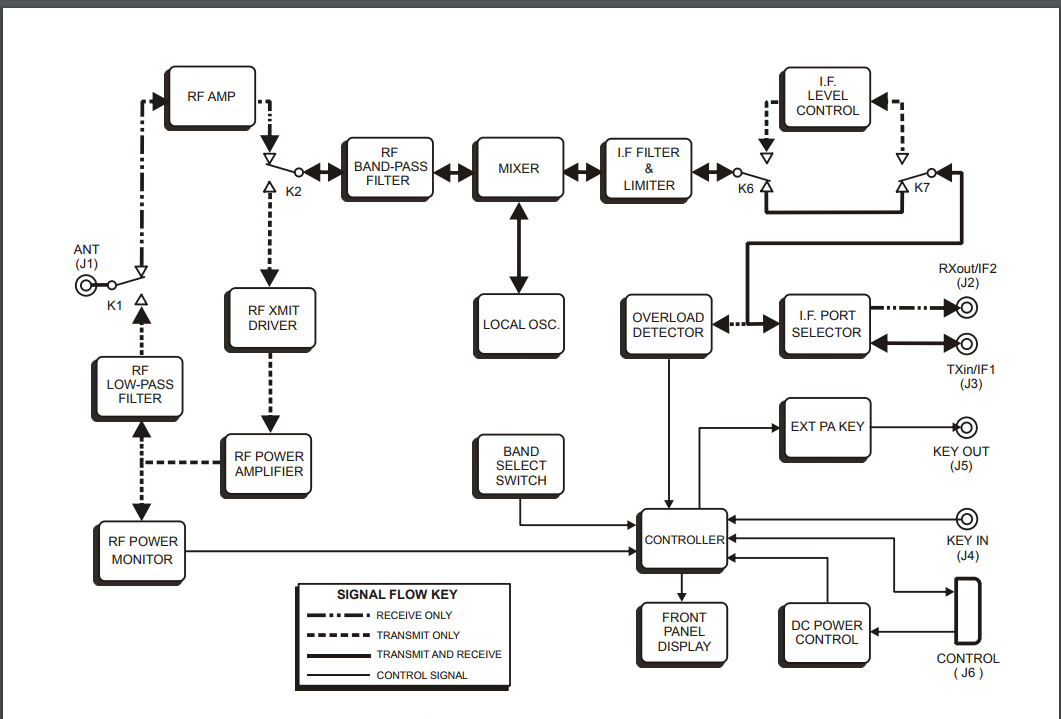 RF AMP
I.F.
LEVEL
CONTROL
RF
BAND-PASS
FILTER
MIXER
I.F FILTER
&
LIMITER
K2
K6
K7
ANT
(J1)
K1
RF XMIT
DRIVER
LOCAL OSC.
OVERLOAD
DETECTOR
I.F. PORT
SELECTOR
RXout/IF2
(J2)
TXin/IF1
(J3)
RF
LOW-PASS
FILTER
RF POWER
AMPLIFIER
BAND
SELECT
SWITCH
EXT PA KEY
KEY OUT
(J5)
RF POWER
MONITOR
CONTROLLER
KEY IN
(J4)
FRONT
PANEL
DISPLAY
DC POWER
CONTROL
CONTROL
( J6 )
SIGNAL FLOW KEY
RECEIVE ONLY
TRANSMIT ONLY
TRANSMIT AND RECEIVE
CONTROL SIGNAL